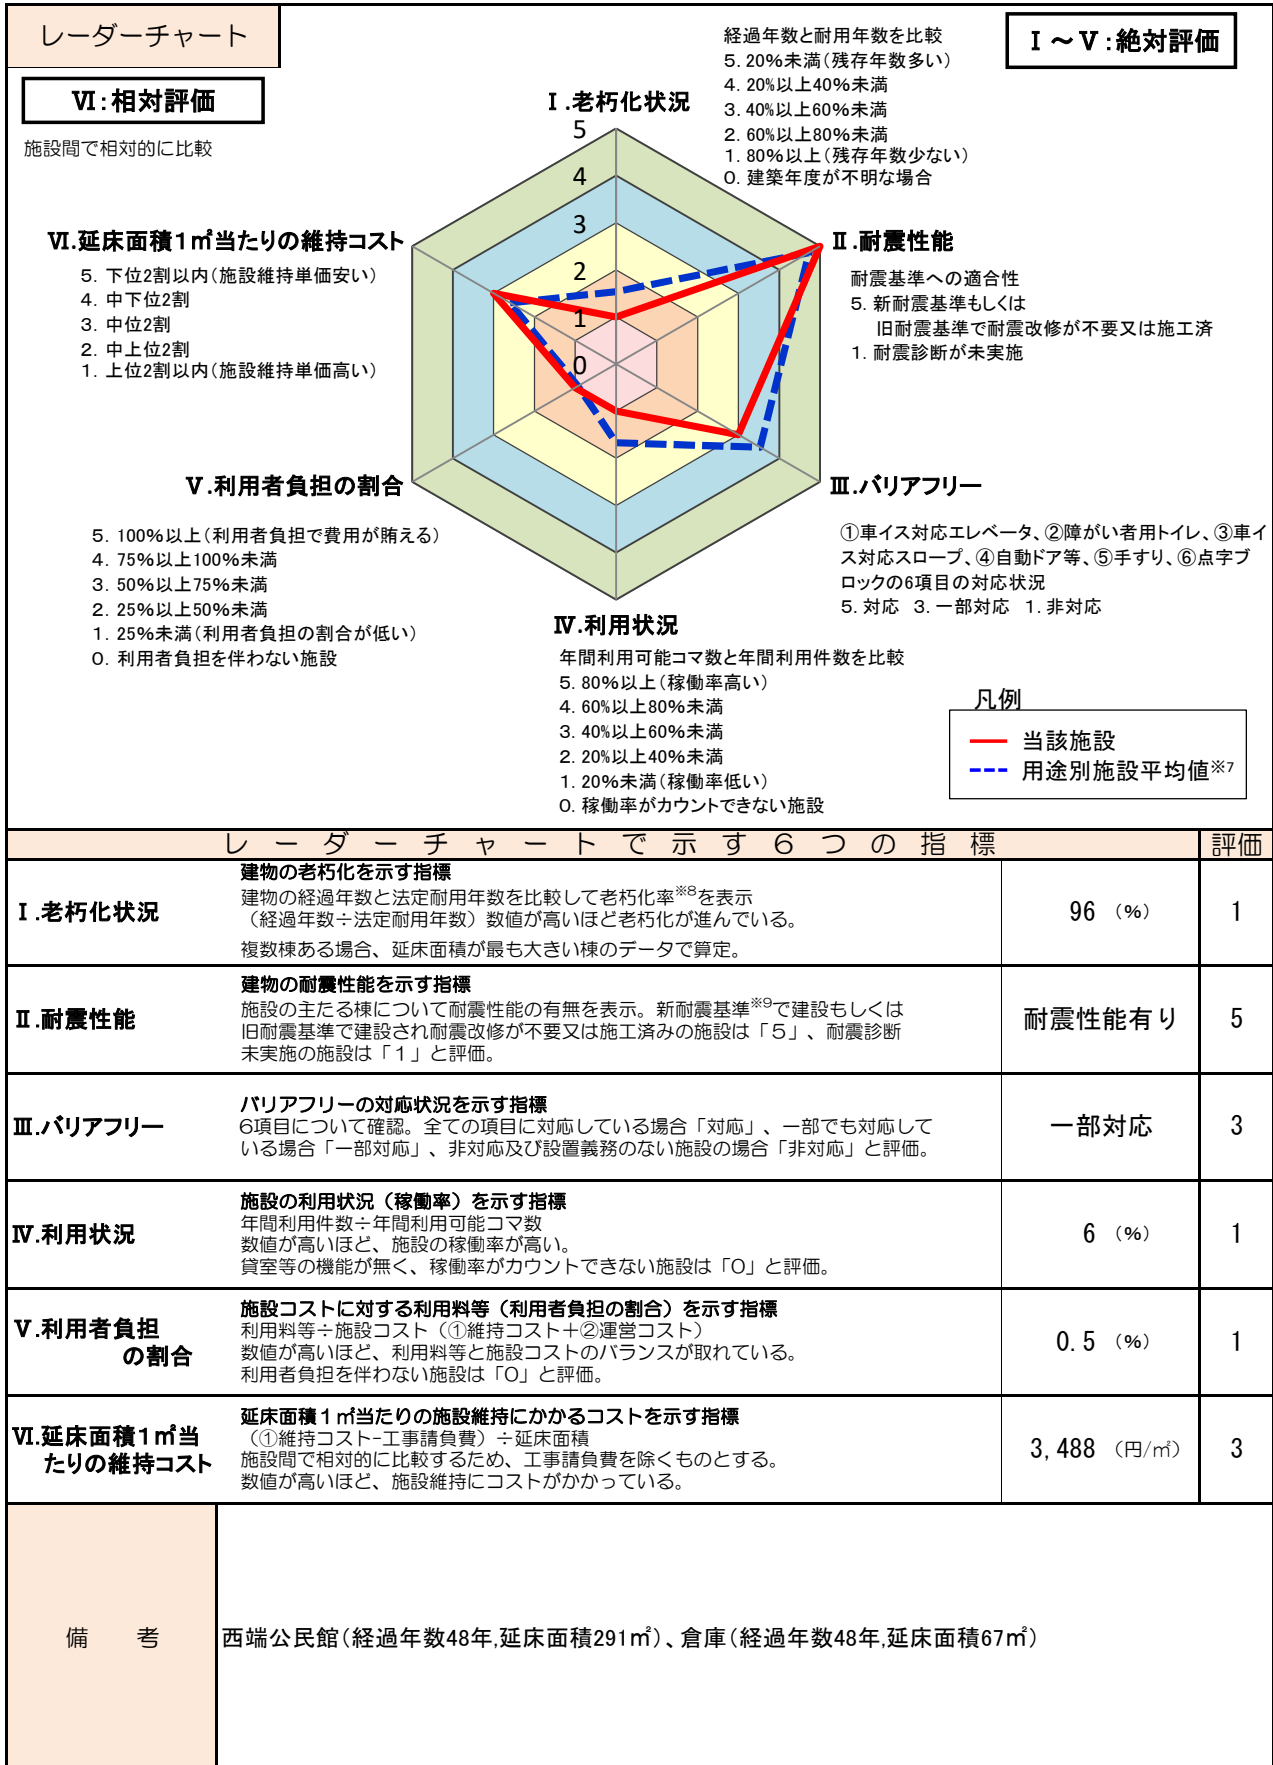 レーダーチャート
Ⅰ～Ⅴ：絶対評価
Ⅵ：相対評価
施設間で相対的に比較
Ⅰ.老朽化状況
経過年数と耐用年数を比較
5. 20%未満（残存年数多い）
4. 20%以上40%未満
3. 40%以上60%未満
2. 60%以上80%未満
1. 80%以上（残存年数少ない）
0. 建築年度が不明な場合
5
4
3
2
1
0
Ⅱ.耐震性能
耐震基準への適合性
5. 新耐震基準もしくは
旧耐震基準で耐震改修が不要又は施工済
1. 耐震診断が未実施
Ⅲ.バリアフリー
①車イス対応エレベータ、②障がい者用トイレ、③車イ
ス対応スロープ、④自動ドア等、⑤手すり、⑥点字ブ
ロックの6項目の対応状況
5. 対応 3. 一部対応 1. 非対応
Ⅳ.利用状況
年間利用可能コマ数と年間利用件数を比較
5. 80%以上（稼働率高い）
4. 60%以上80%未満
3. 40%以上60%未満
2. 20%以上40%未満
1. 20%未満（稼働率低い）
0. 稼働率がカウントできない施設
Ⅴ.利用者負担の割合
5. 100%以上（利用者負担で費用が賄える）
4. 75%以上100%未満
3. 50%以上75%未満
2. 25%以上50%未満
1. 25%未満（利用者負担の割合が低い）
0. 利用者負担を伴わない施設
Ⅵ.延床面積1㎡当たりの維持コスト
5. 下位2割以内（施設維持単価安い）
4. 中下位2割
3. 中位2割
2. 中上位2割
1. 上位2割以内（施設維持単価高い）
凡例
当該施設
用途別施設平均値※7
レーダーチャートで示す６つの指標 評価
Ⅰ.老朽化状況
建物の老朽化を示す指標
建物の経過年数と法定耐用年数を比較して老朽化率※8を表示
（経過年数÷法定耐用年数）数値が高いほど老朽化が進んでいる。
複数棟ある場合、延床面積が最も大きい棟のデータで算定。
96 （%） 1
Ⅱ.耐震性能
建物の耐震性能を示す指標
施設の主たる棟について耐震性能の有無を表示。新耐震基準※9で建設もしくは
旧耐震基準で建設され耐震改修が不要又は施工済みの施設は「５」、耐震診断
未実施の施設は「１」と評価。
耐震性能有り 5
Ⅲ.バリアフリー
バリアフリーの対応状況を示す指標
6項目について確認。全ての項目に対応している場合「対応」、一部でも対応して
いる場合「一部対応」、非対応及び設置義務のない施設の場合「非対応」と評価。
一部対応 3
Ⅳ.利用状況
施設の利用状況（稼働率）を示す指標
年間利用件数÷年間利用可能コマ数
数値が高いほど、施設の稼働率が高い。
貸室等の機能が無く、稼働率がカウントできない施設は「０」と評価。
6 （%） 1
Ⅴ.利用者負担
の割合
施設コストに対する利用料等（利用者負担の割合）を示す指標
利用料等÷施設コスト（①維持コスト＋②運営コスト）
数値が高いほど、利用料等と施設コストのバランスが取れている。
利用者負担を伴わない施設は「０」と評価。
0.5 （%） 1
Ⅵ.延床面積1㎡当
たりの維持コスト
延床面積１㎡当たりの施設維持にかかるコストを示す指標
（①維持コスト-工事請負費）÷延床面積
施設間で相対的に比較するため、工事請負費を除くものとする。
数値が高いほど、施設維持にコストがかかっている。
3,488 （円/㎡） 3
備 考
西端公民館（経過年数48年,延床面積291㎡）、倉庫（経過年数48年,延床面積67㎡）